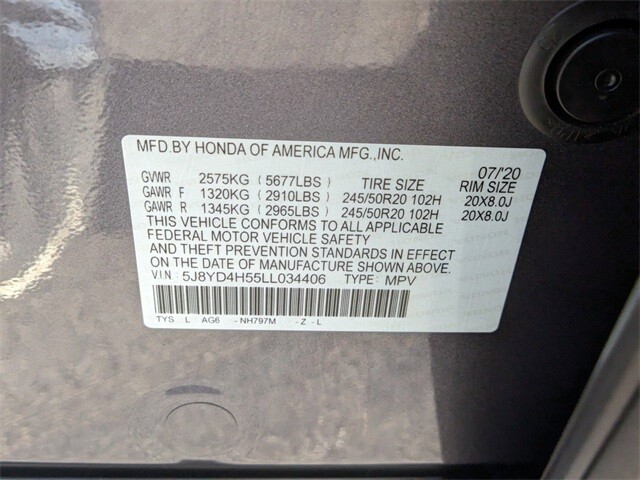 MFD.BY HONDA OF AMERICA MFG.,INC.
GVWR 2575KG (5677LBS) TIRE SIZE 07/'20 RIM SIZE
GAWR F 1320KG (2910LBS) 245/50R20 102H 20X8.0J
GAWR R 1345KG (2965LBS) 245/50R20 102H 20X8.0J
THIS VEHICLE CONFORMS TO ALL APPLICABLE
FEDERAL MOTOR VEHICLE SAFETY
AND THEFT PREVENTION STANDARDS IN EFFECT
ON THE DATE OF MANUFACTURE SHOWN ABOVE.
VIN: 5J8YD4H55LL034406 TYPE: MPV
TYS L AG6 -NH797M -Z -L